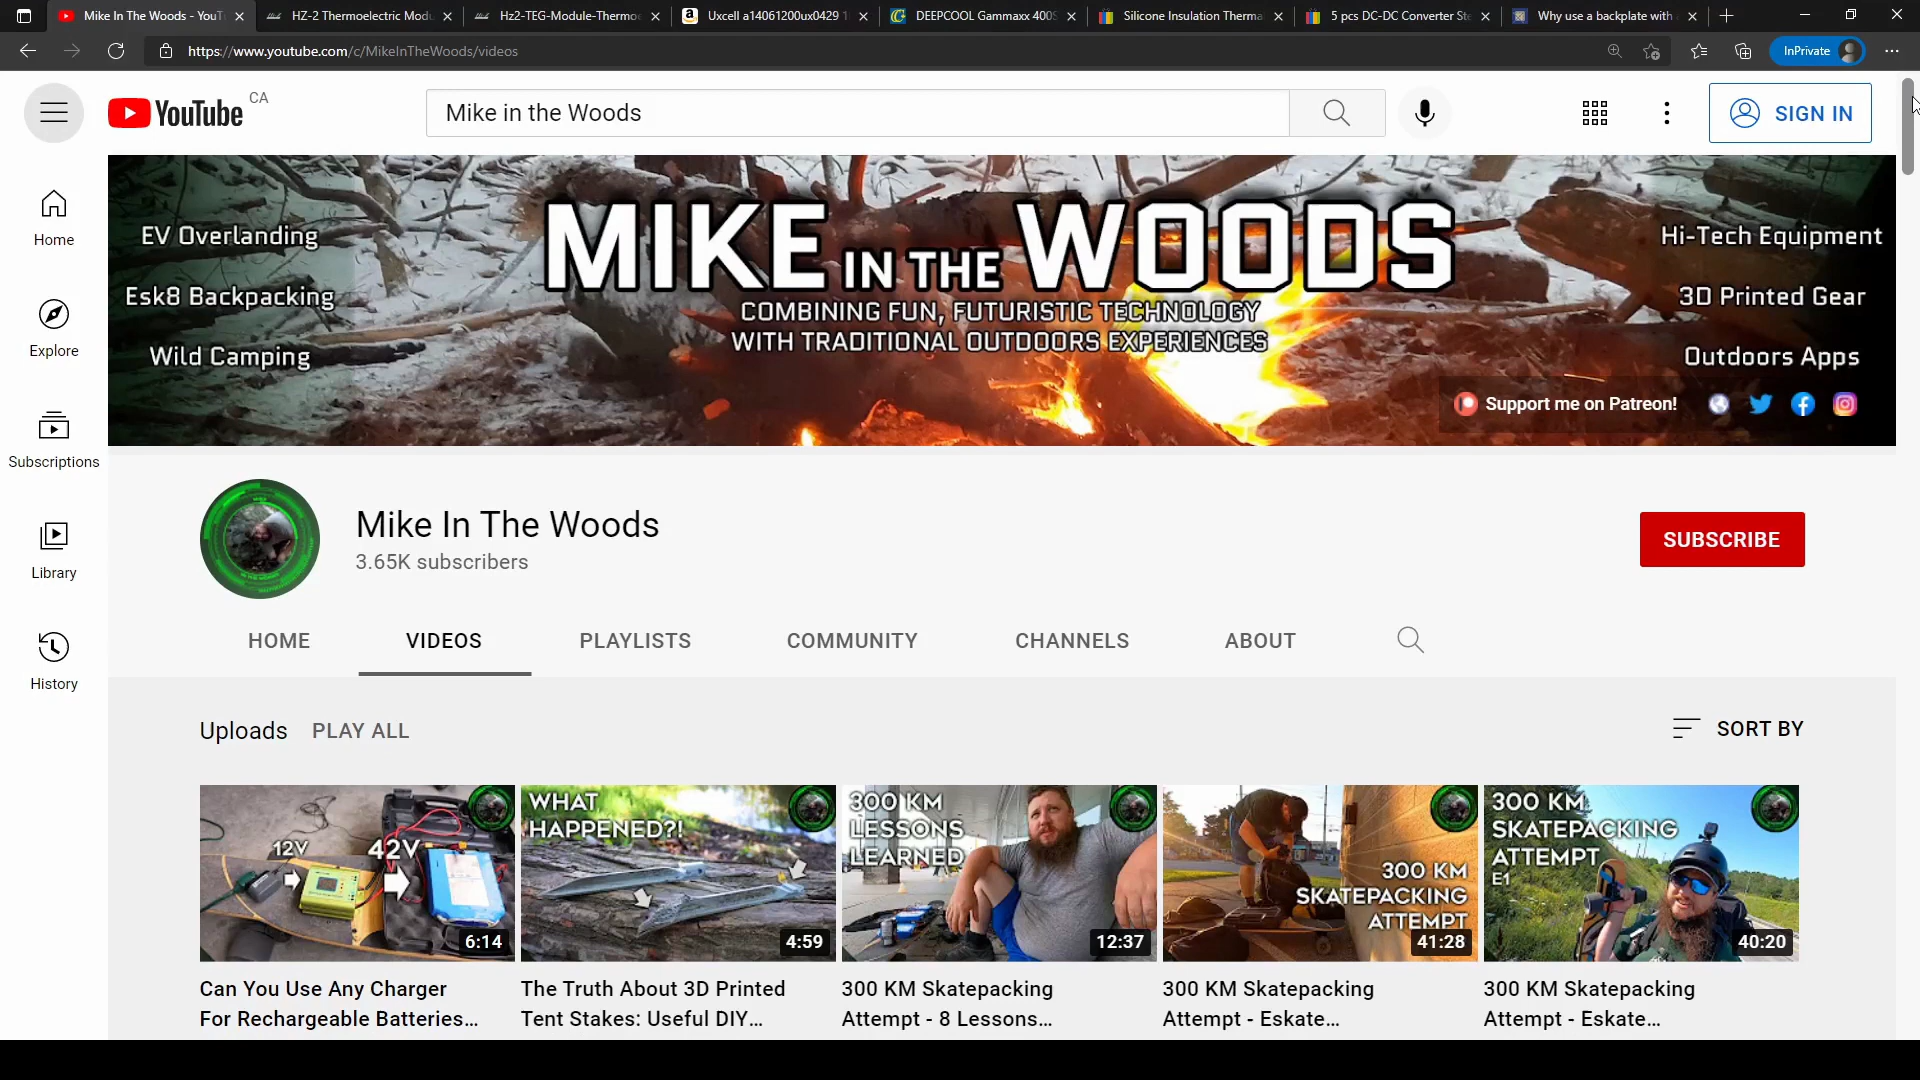 Mike In The Woods - YouT
HZ-2 Thermoelectric Modu
Hz2-TEG-Module-Thermoe
Uxcell a14061200ux0429 1
DEEPCOOL Gammaxx 400S
Silicone Insulation Therma
5 pcs DC-DC Converter Ste
Why use a backplate with
https://www.youtube.com/c/MikeInTheWoods/videos
InPrivate
YouTube CA
Mike in the Woods
SIGN IN
Home
Explore
Subscriptions
Library
History
EV Overlanding
Esk8 Backpacking
Wild Camping
MIKE IN THE WOODS
COMBINING FUN, FUTURISTIC TECHNOLOGY
WITH TRADITIONAL OUTDOORS EXPERIENCES
Hi-Tech Equipment
3D Printed Gear
Outdoors Apps
Support me on Patreon!
Mike In The Woods
3.65K subscribers
SUBSCRIBE
HOME VIDEOS PLAYLISTS COMMUNITY CHANNELS ABOUT
Uploads PLAY ALL
SORT BY
12V
42V
6:14
Can You Use Any Charger
For Rechargeable Batteries...
WHAT
HAPPENED?!
4:59
The Truth About 3D Printed
Tent Stakes: Useful DIY...
300 KM
LESSONS
LEARNED
12:37
300 KM Skatepacking
Attempt - 8 Lessons...
300 KM
SKATEPACKING
ATTEMPT
41:28
300 KM Skatepacking
Attempt - Eskate...
300 KM
SKATEPACKING
ATTEMPT
E1
40:20
300 KM Skatepacking
Attempt - Eskate...